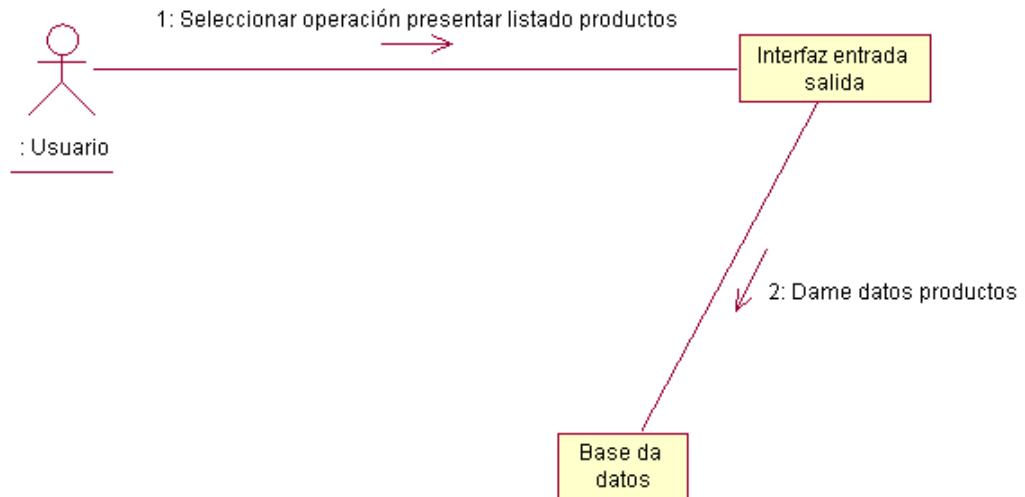 1: Seleccionar operación presentar listado productos
Interfaz entrada
salida
: Usuario
2: Dame datos productos
Base da
datos